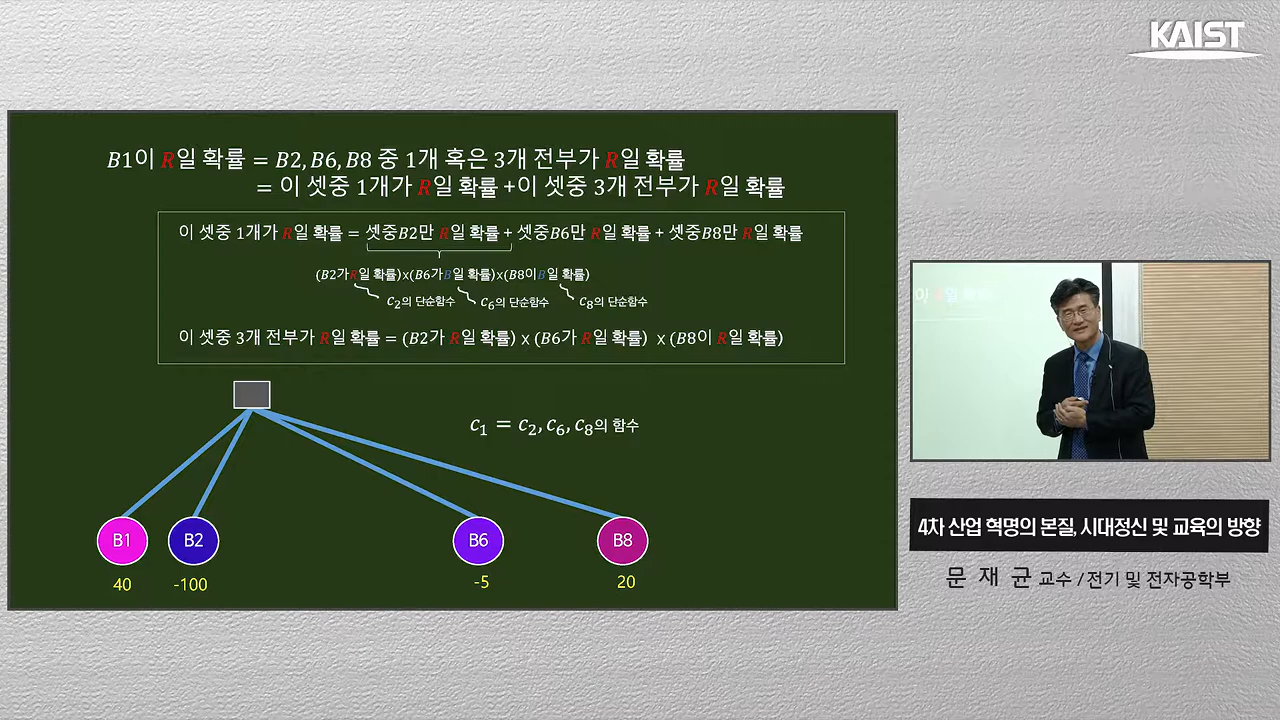 KAIST
B1이 R일 확률 = B2, B6, B8 중 1개 혹은 3개 전부가 R일 확률
= 이 셋중 1개가 R일 확률 +이 셋중 3개 전부가 R일 확률
이 셋중 1개가 R일 확률 = 셋중B2만 R일 확률 + 셋중B6만 R일 확률 + 셋중B8만 R일 확률
(B2가R일 확률)x(B6가B일 확률)x(B8이B일 확률)
c₂의 단순함수 c₆의 단순함수 c₈의 단순함수
이 셋중 3개 전부가 R일 확률 = (B2가 R일 확률) x (B6가 R일 확률) x (B8이 R일 확률)
c₁ = c₂, c₆, c₈의 함수
B1 B2 B6 B8
40 -100 -5 20
4차 산업 혁명의 본질, 시대정신 및 교육의 방향
문 재 균 교수 / 전기 및 전자공학부